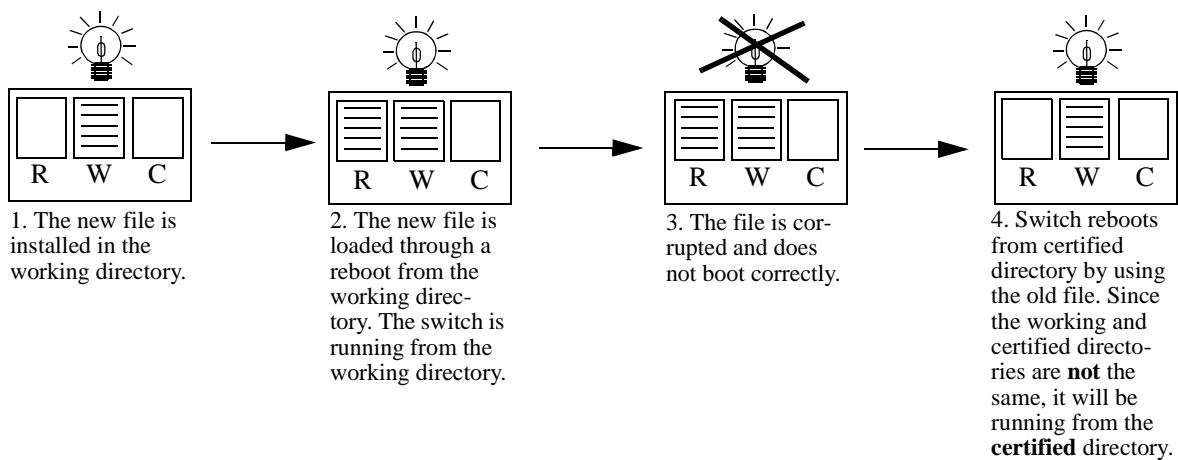 R W C
1. The new file is
installed in the
working directory.
R W C
2. The new file is
loaded through a
reboot from the
working direc-
tory. The switch is
running from the
working directory.
R W C
3. The file is cor-
rupted and does
not boot correctly.
R W C
4. Switch reboots
from certified
directory by using
the old file. Since
the working and
certified directo-
ries are not the
same, it will be
running from the
certified directory.